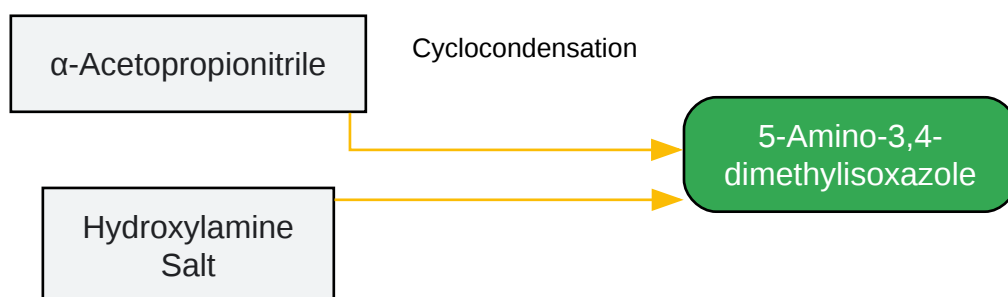 α-Acetopropionitrile
Cyclocondensation
5-Amino-3,4-
dimethylisoxazole
Hydroxylamine
Salt